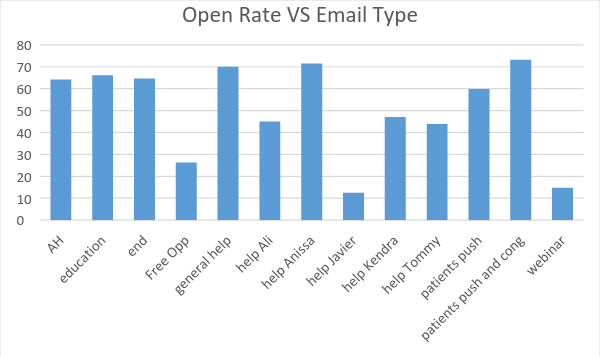 Open Rate VS Email Type
80
70
60
50
40
30
20
10
0
AH
education
end
Free Opp
general help
help Ali
help Anissa
help Javier
help Kendra
help Tommy
patients push
patients push and cong
webinar